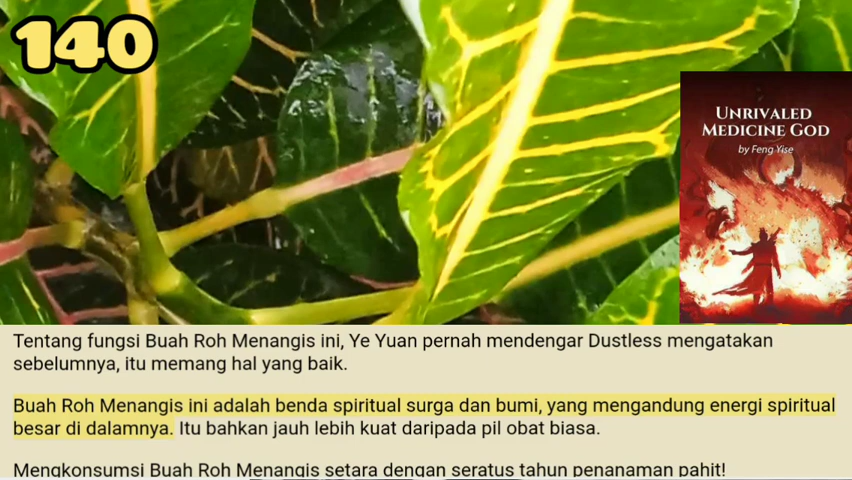 140
UNRIVALED
MEDICINE GOD
by Feng Yise
Tentang fungsi Buah Roh Menangis ini, Ye Yuan pernah mendengar Dustless mengatakan
sebelumnya, itu memang hal yang baik.
Buah Roh Menangis ini adalah benda spiritual surga dan bumi, yang mengandung energi spiritual
besar di dalamnya. Itu bahkan jauh lebih kuat daripada pil obat biasa.
Mengkonsumsi Buah Roh Menangis setara dengan seratus tahun penanaman pahit!